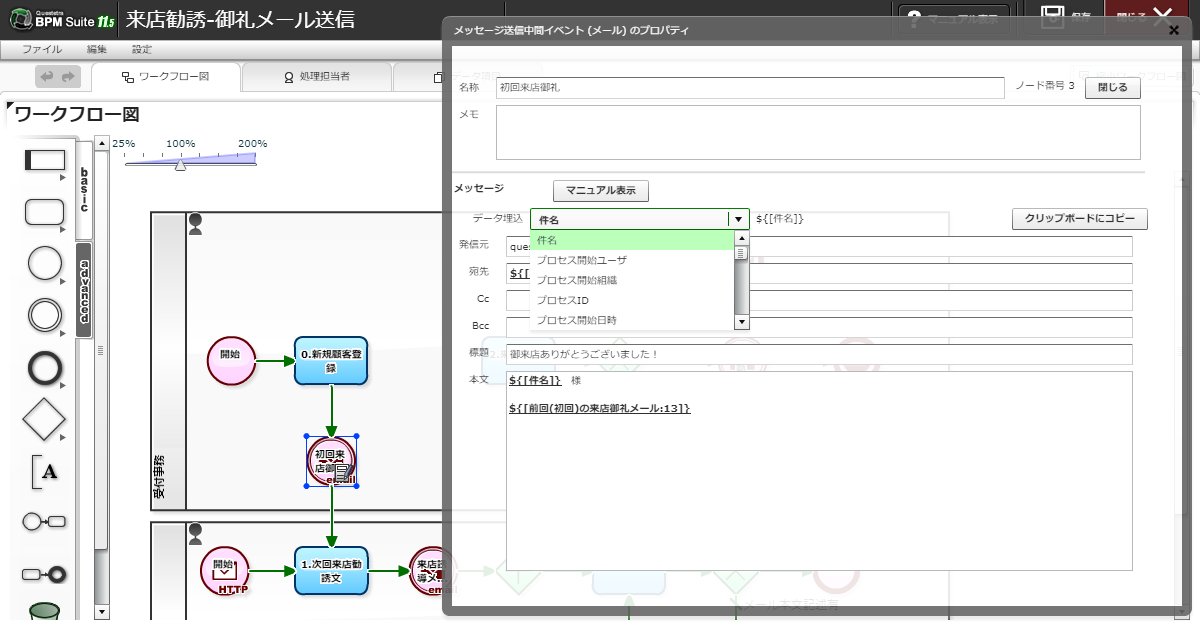 Questetra
BPM Suite 11.5
来店勧誘-御礼メール送信
マニュアル表示
保存
閉じる
ファイル
編集
設定
ワークフロー図
処理担当者
データ項目
ワークフロー図
25%
100%
200%
basic
advanced
A
受付事務
開始
0.新規顧客登
録
初回来
店御
email
開始
HTTP
1.次回来店勧
誘文
来店誘
導メ
email
メール本文記述有
メッセージ送信中間イベント (メール) のプロパティ
名称
初回来店御礼
ノード番号 3
閉じる
メモ
メッセージ
マニュアル表示
データ埋込
件名
${[件名]}
クリップボードにコピー
件名
プロセス開始ユーザ
プロセス開始組織
プロセスID
プロセス開始日時
発信元
ques
宛先
${[
Cc
Bcc
標題
御来店ありがとうございました！
本文
${[件名]} 様
${[前回(初回)の来店御礼メール:13]}